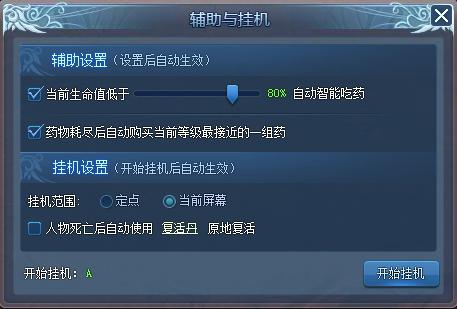 辅助与挂机
辅助设置（设置后自动生效）
当前生命值低于 80% 自动智能吃药
药物耗尽后自动购买当前等级最接近的一组药
挂机设置（开始挂机后自动生效）
挂机范围： 定点 当前屏幕
人物死亡后自动使用 复活丹 原地复活
开始挂机：A 开始挂机